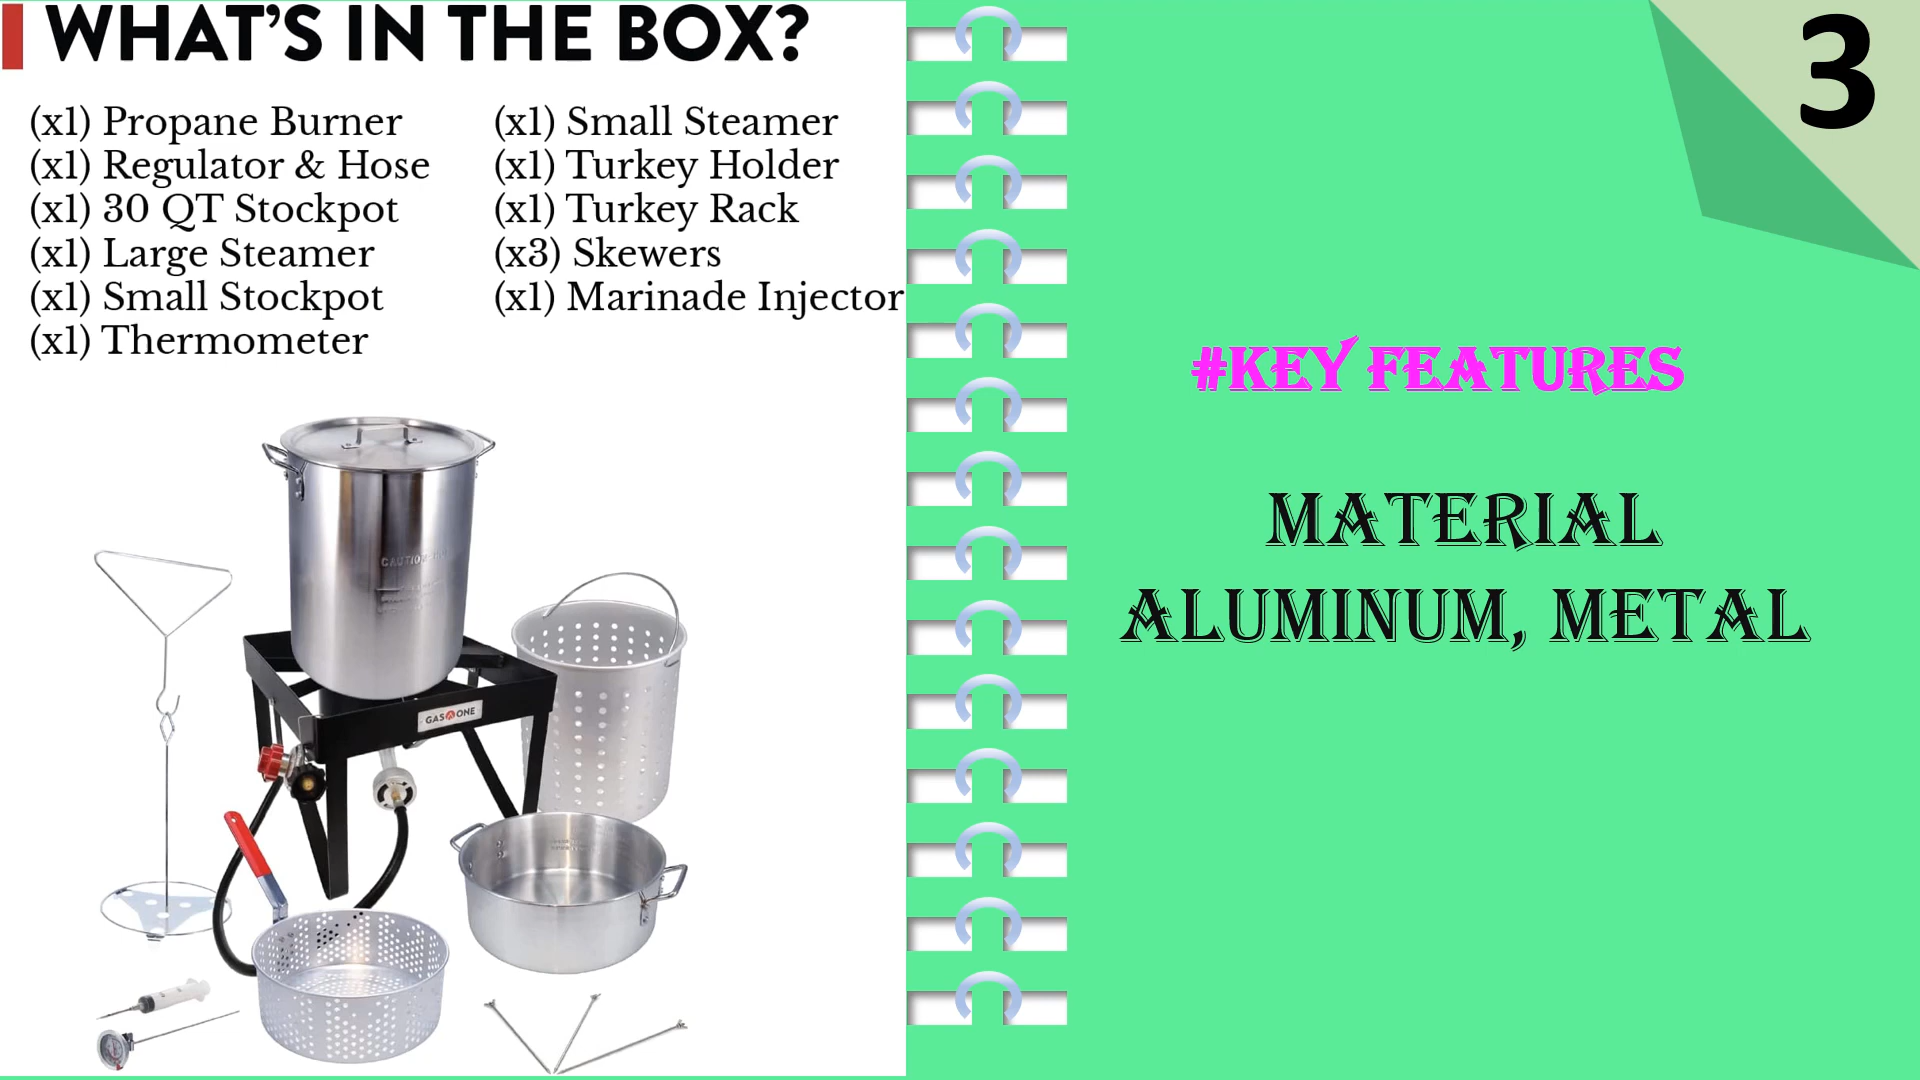 WHAT'S IN THE BOX?
(x1) Propane Burner
(x1) Regulator & Hose
(x1) 30 QT Stockpot
(x1) Large Steamer
(x1) Small Stockpot
(x1) Thermometer
(x1) Small Steamer
(x1) Turkey Holder
(x1) Turkey Rack
(x3) Skewers
(x1) Marinade Injector
CAUTION
GAS ONE
3
#KEY FEATURES
MATERIAL
ALUMINUM, METAL